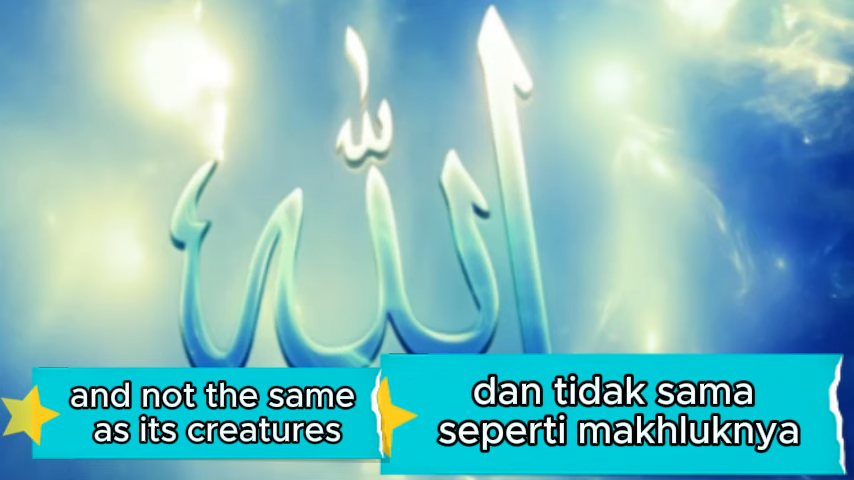 الله
and not the same
as its creatures
dan tidak sama
seperti makhluknya